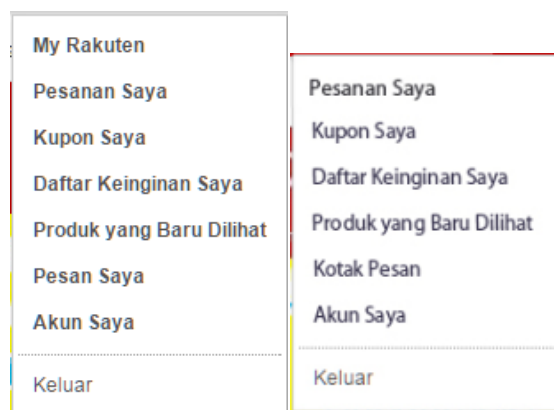 My Rakuten
Pesanan Saya
Kupon Saya
Daftar Keinginan Saya
Produk yang Baru Dilihat
Pesan Saya
Akun Saya
Keluar
Pesanan Saya
Kupon Saya
Daftar Keinginan Saya
Produk yang Baru Dilihat
Kotak Pesan
Akun Saya
Keluar